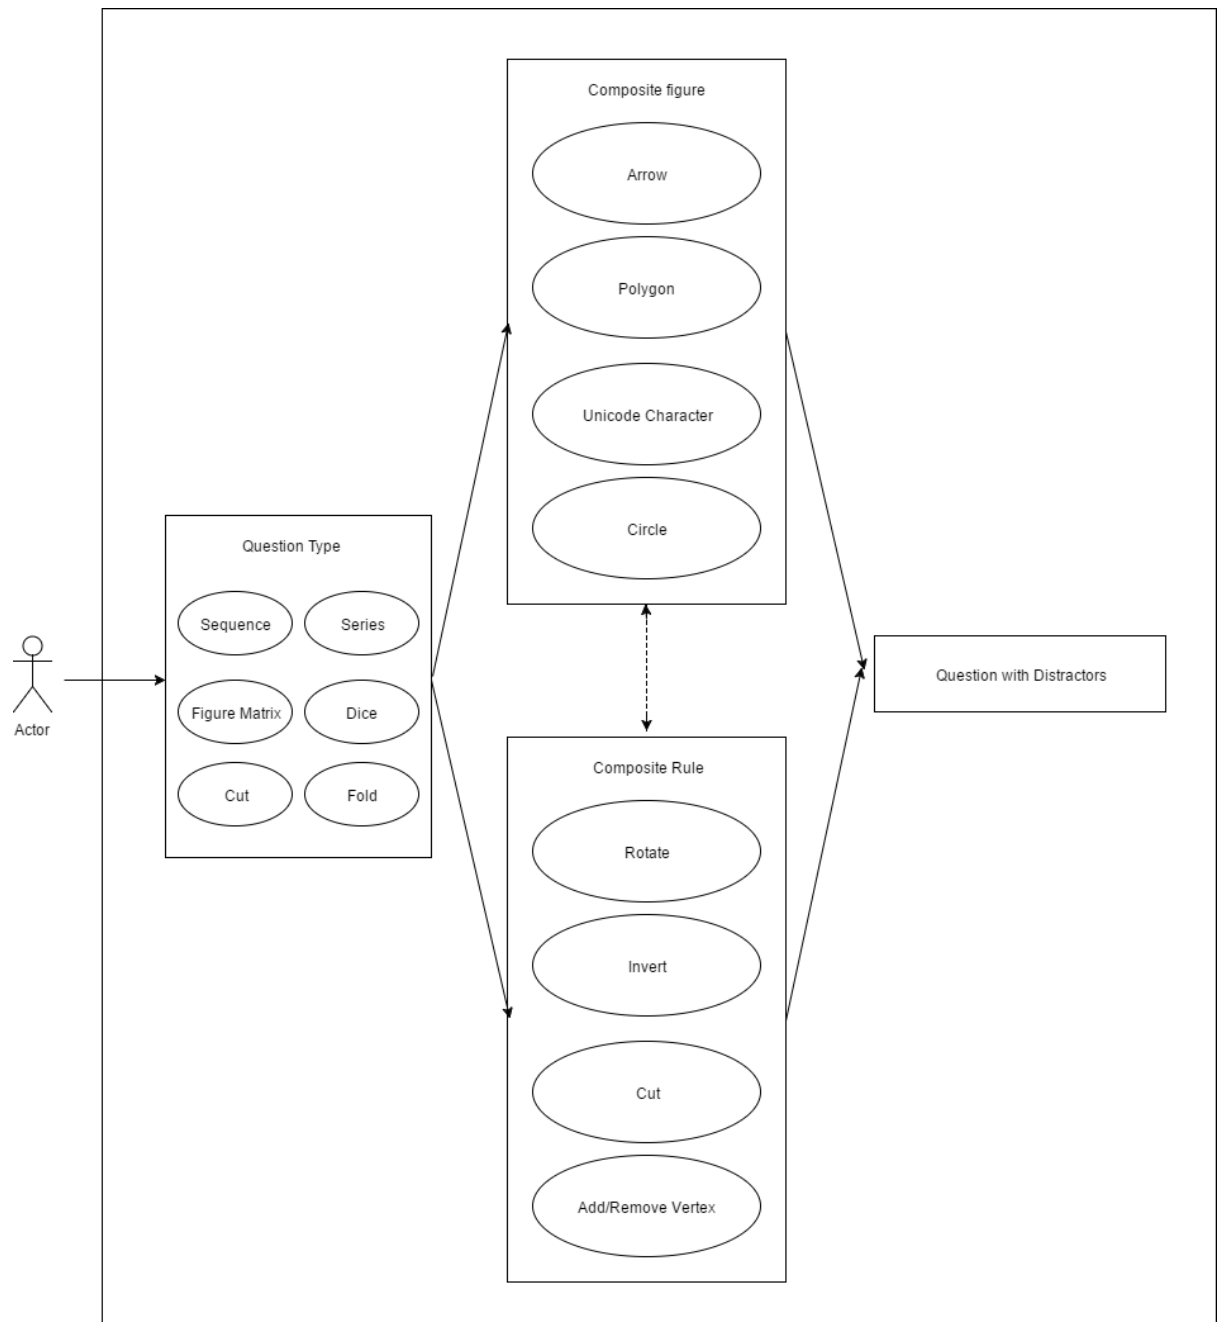 Composite figure
Arrow
Polygon
Unicode Character
Circle
Question Type
Sequence
Series
Figure Matrix
Dice
Cut
Fold
Actor
Question with Distractors
Composite Rule
Rotate
Invert
Cut
Add/Remove Vertex